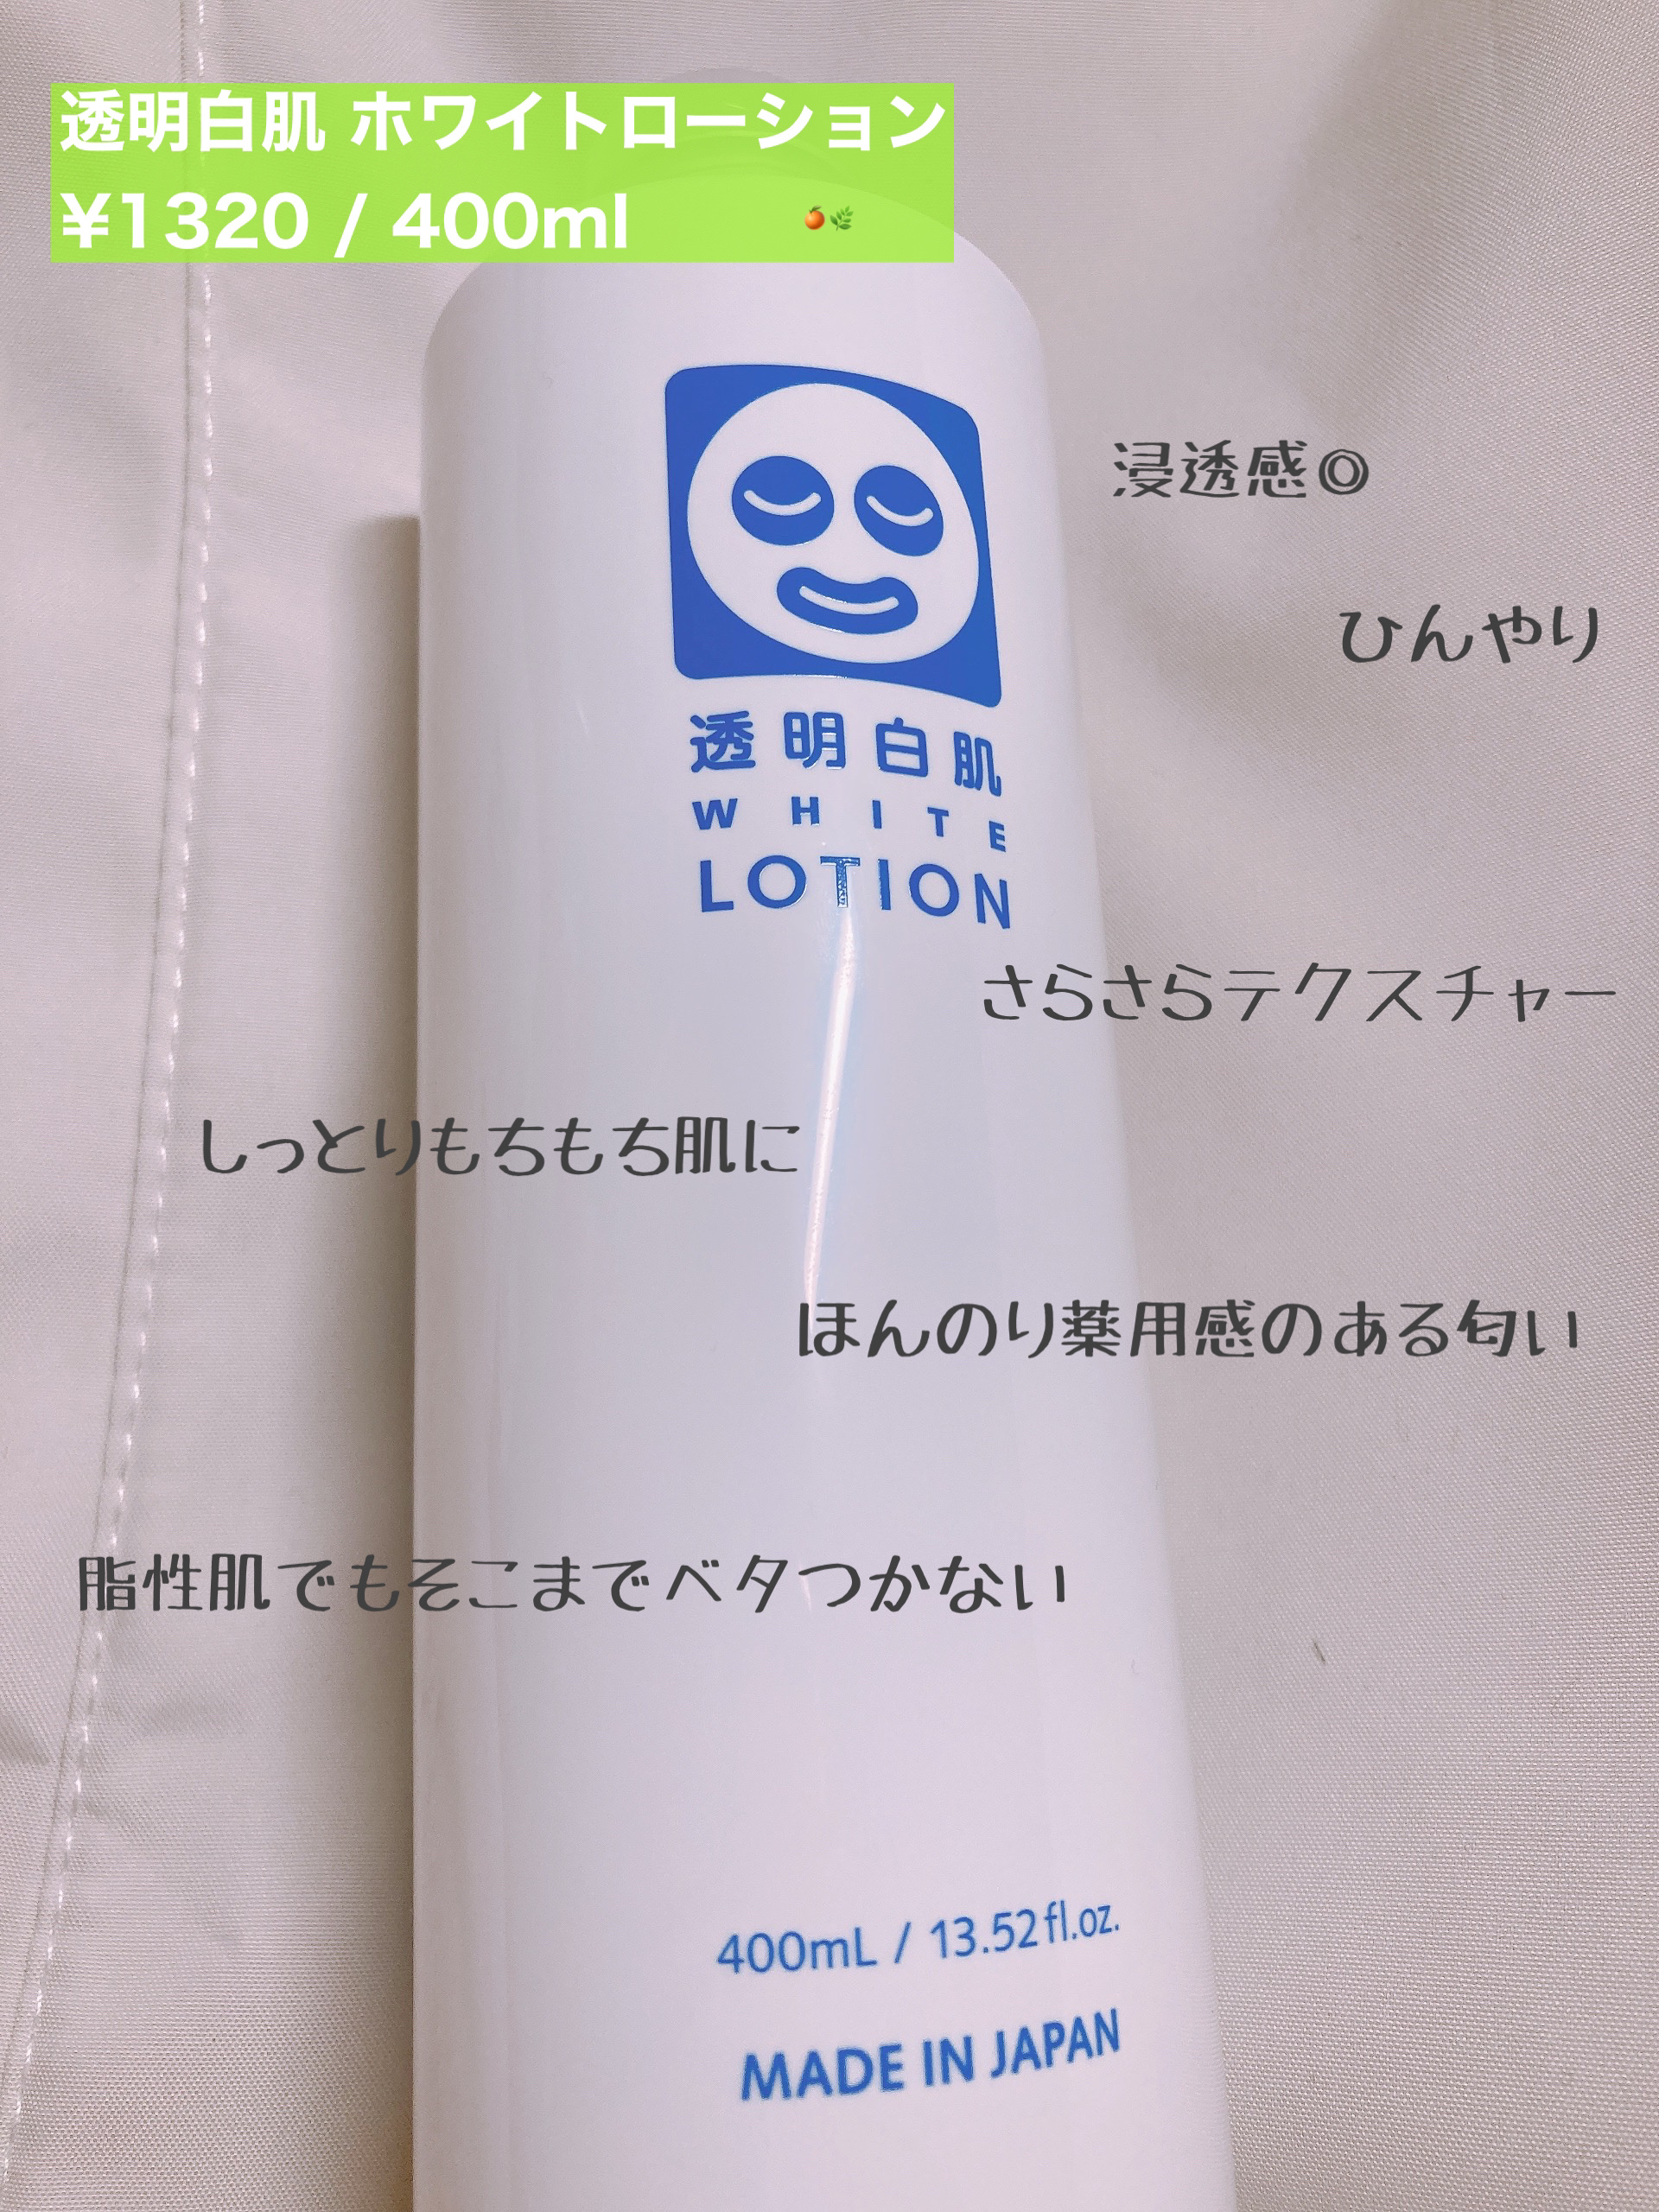 透明白肌 ホワイトローション
¥1320 / 400ml
浸透感◎
ひんやり
透明白肌
WHITE
LOTION
さらさらテクスチャー
しっとりもちもち肌に
ほんのり薬用感のある匂い
脂性肌でもそこまでベタつかない
400mL / 13.52fl.oz.
MADE IN JAPAN